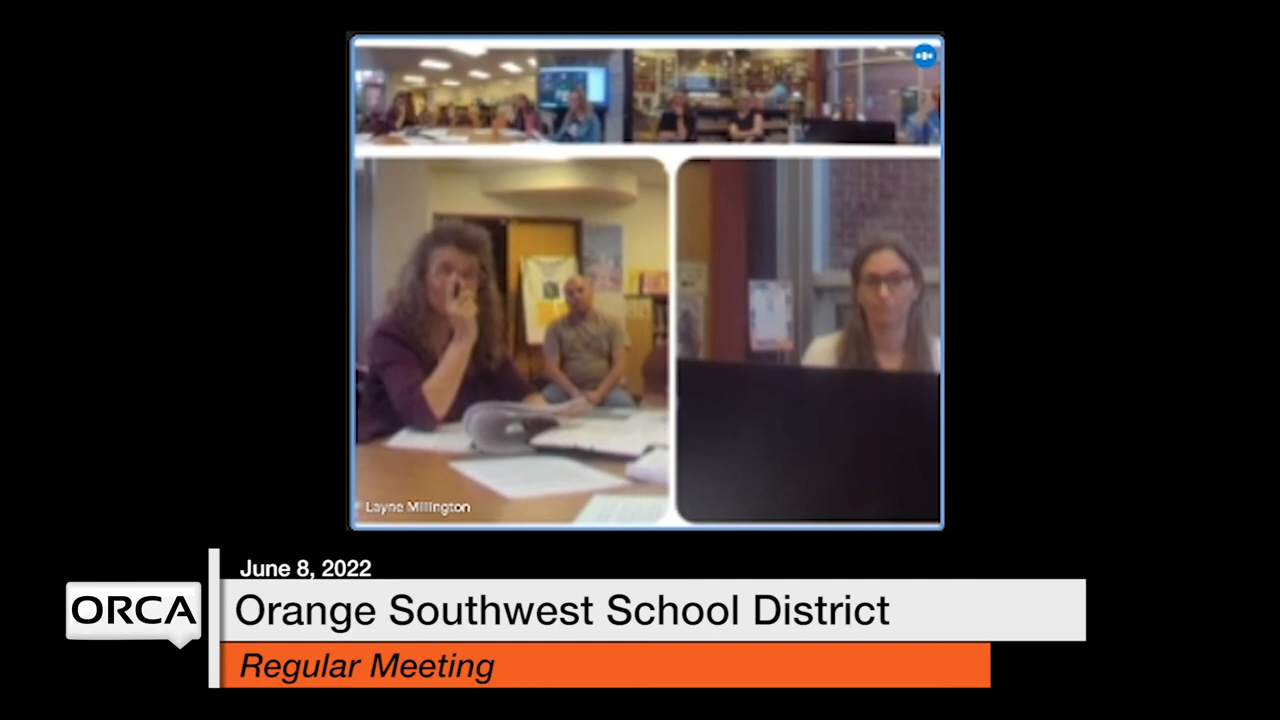 Layne Millington
June 8, 2022
ORCA
Orange Southwest School District
Regular Meeting